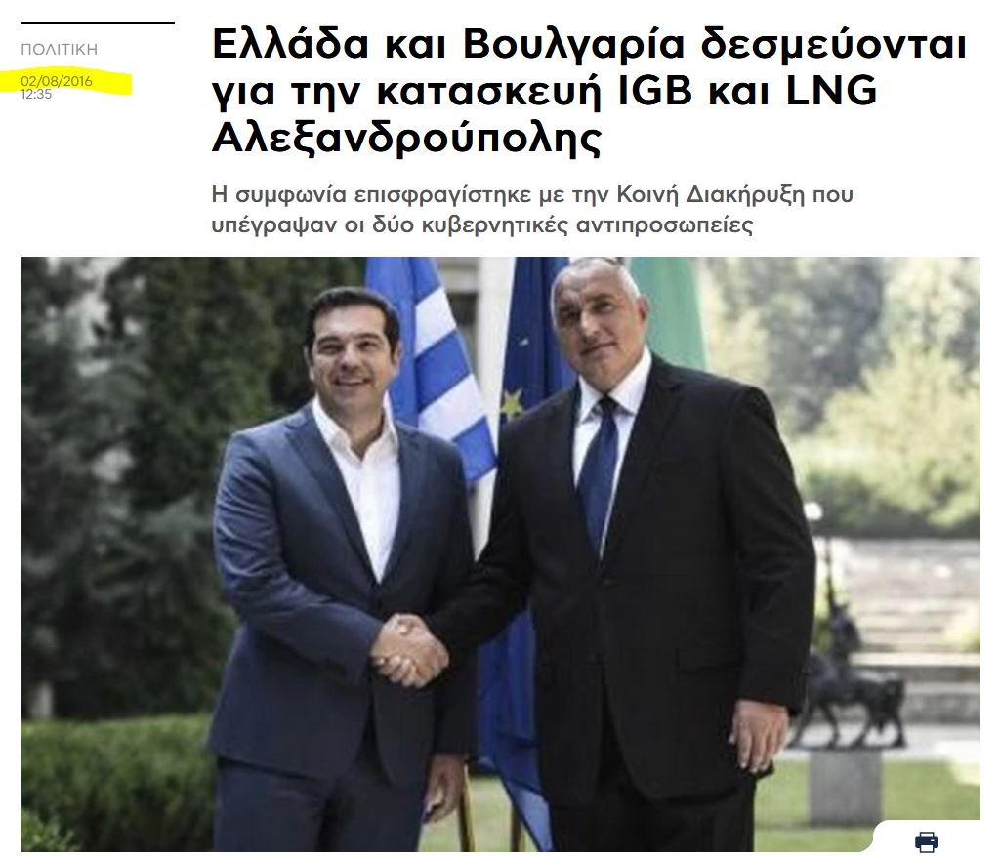 ΠΟΛΙΤΙΚΗ
02/08/2016
12:35
Ελλάδα και Βουλγαρία δεσμεύονται
για την κατασκευή IGB και LNG
Αλεξανδρούπολης
Η συμφωνία επισφραγίστηκε με την Κοινή Διακήρυξη που
υπέγραψαν οι δύο κυβερνητικές αντιπροσωπείες